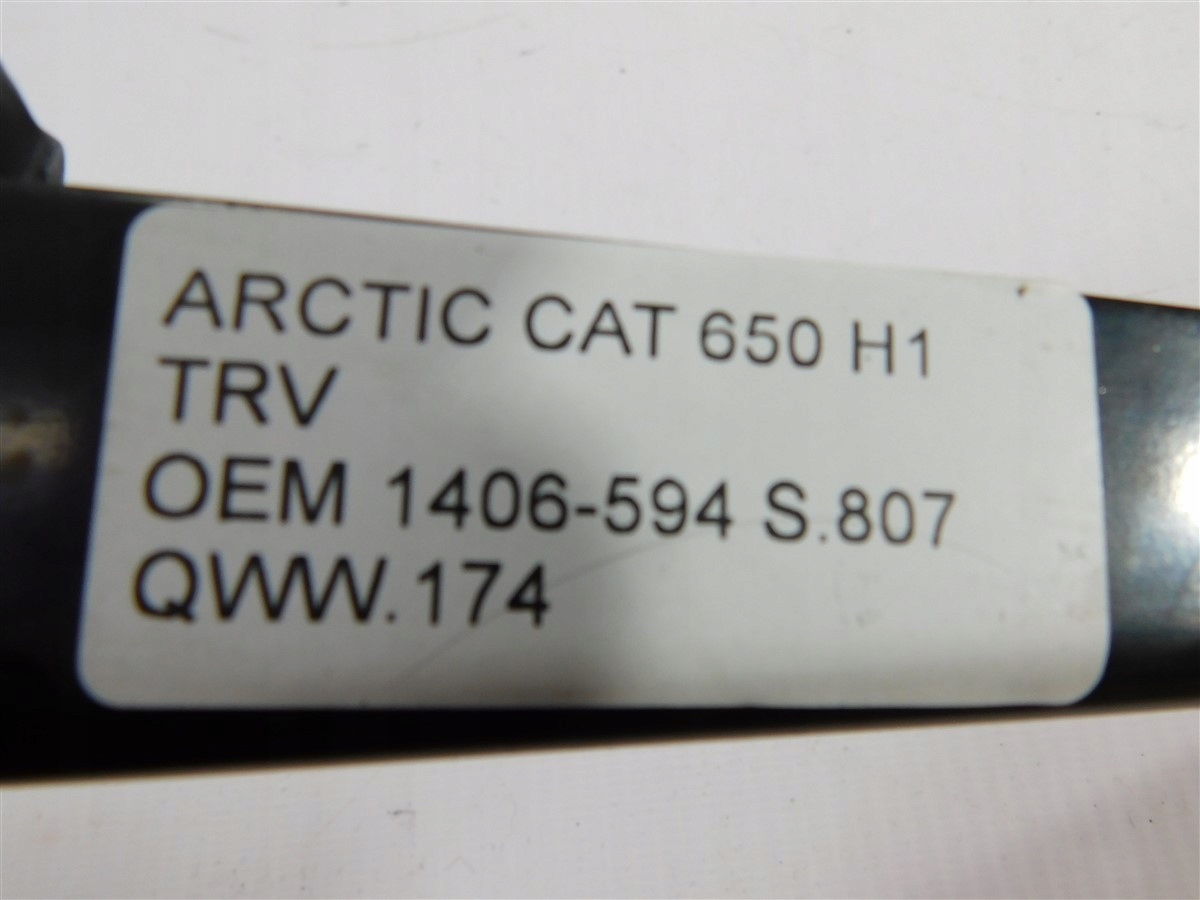 ARCTIC CAT 650 H1
TRV
OEM 1406-594 S.807
QWW.174